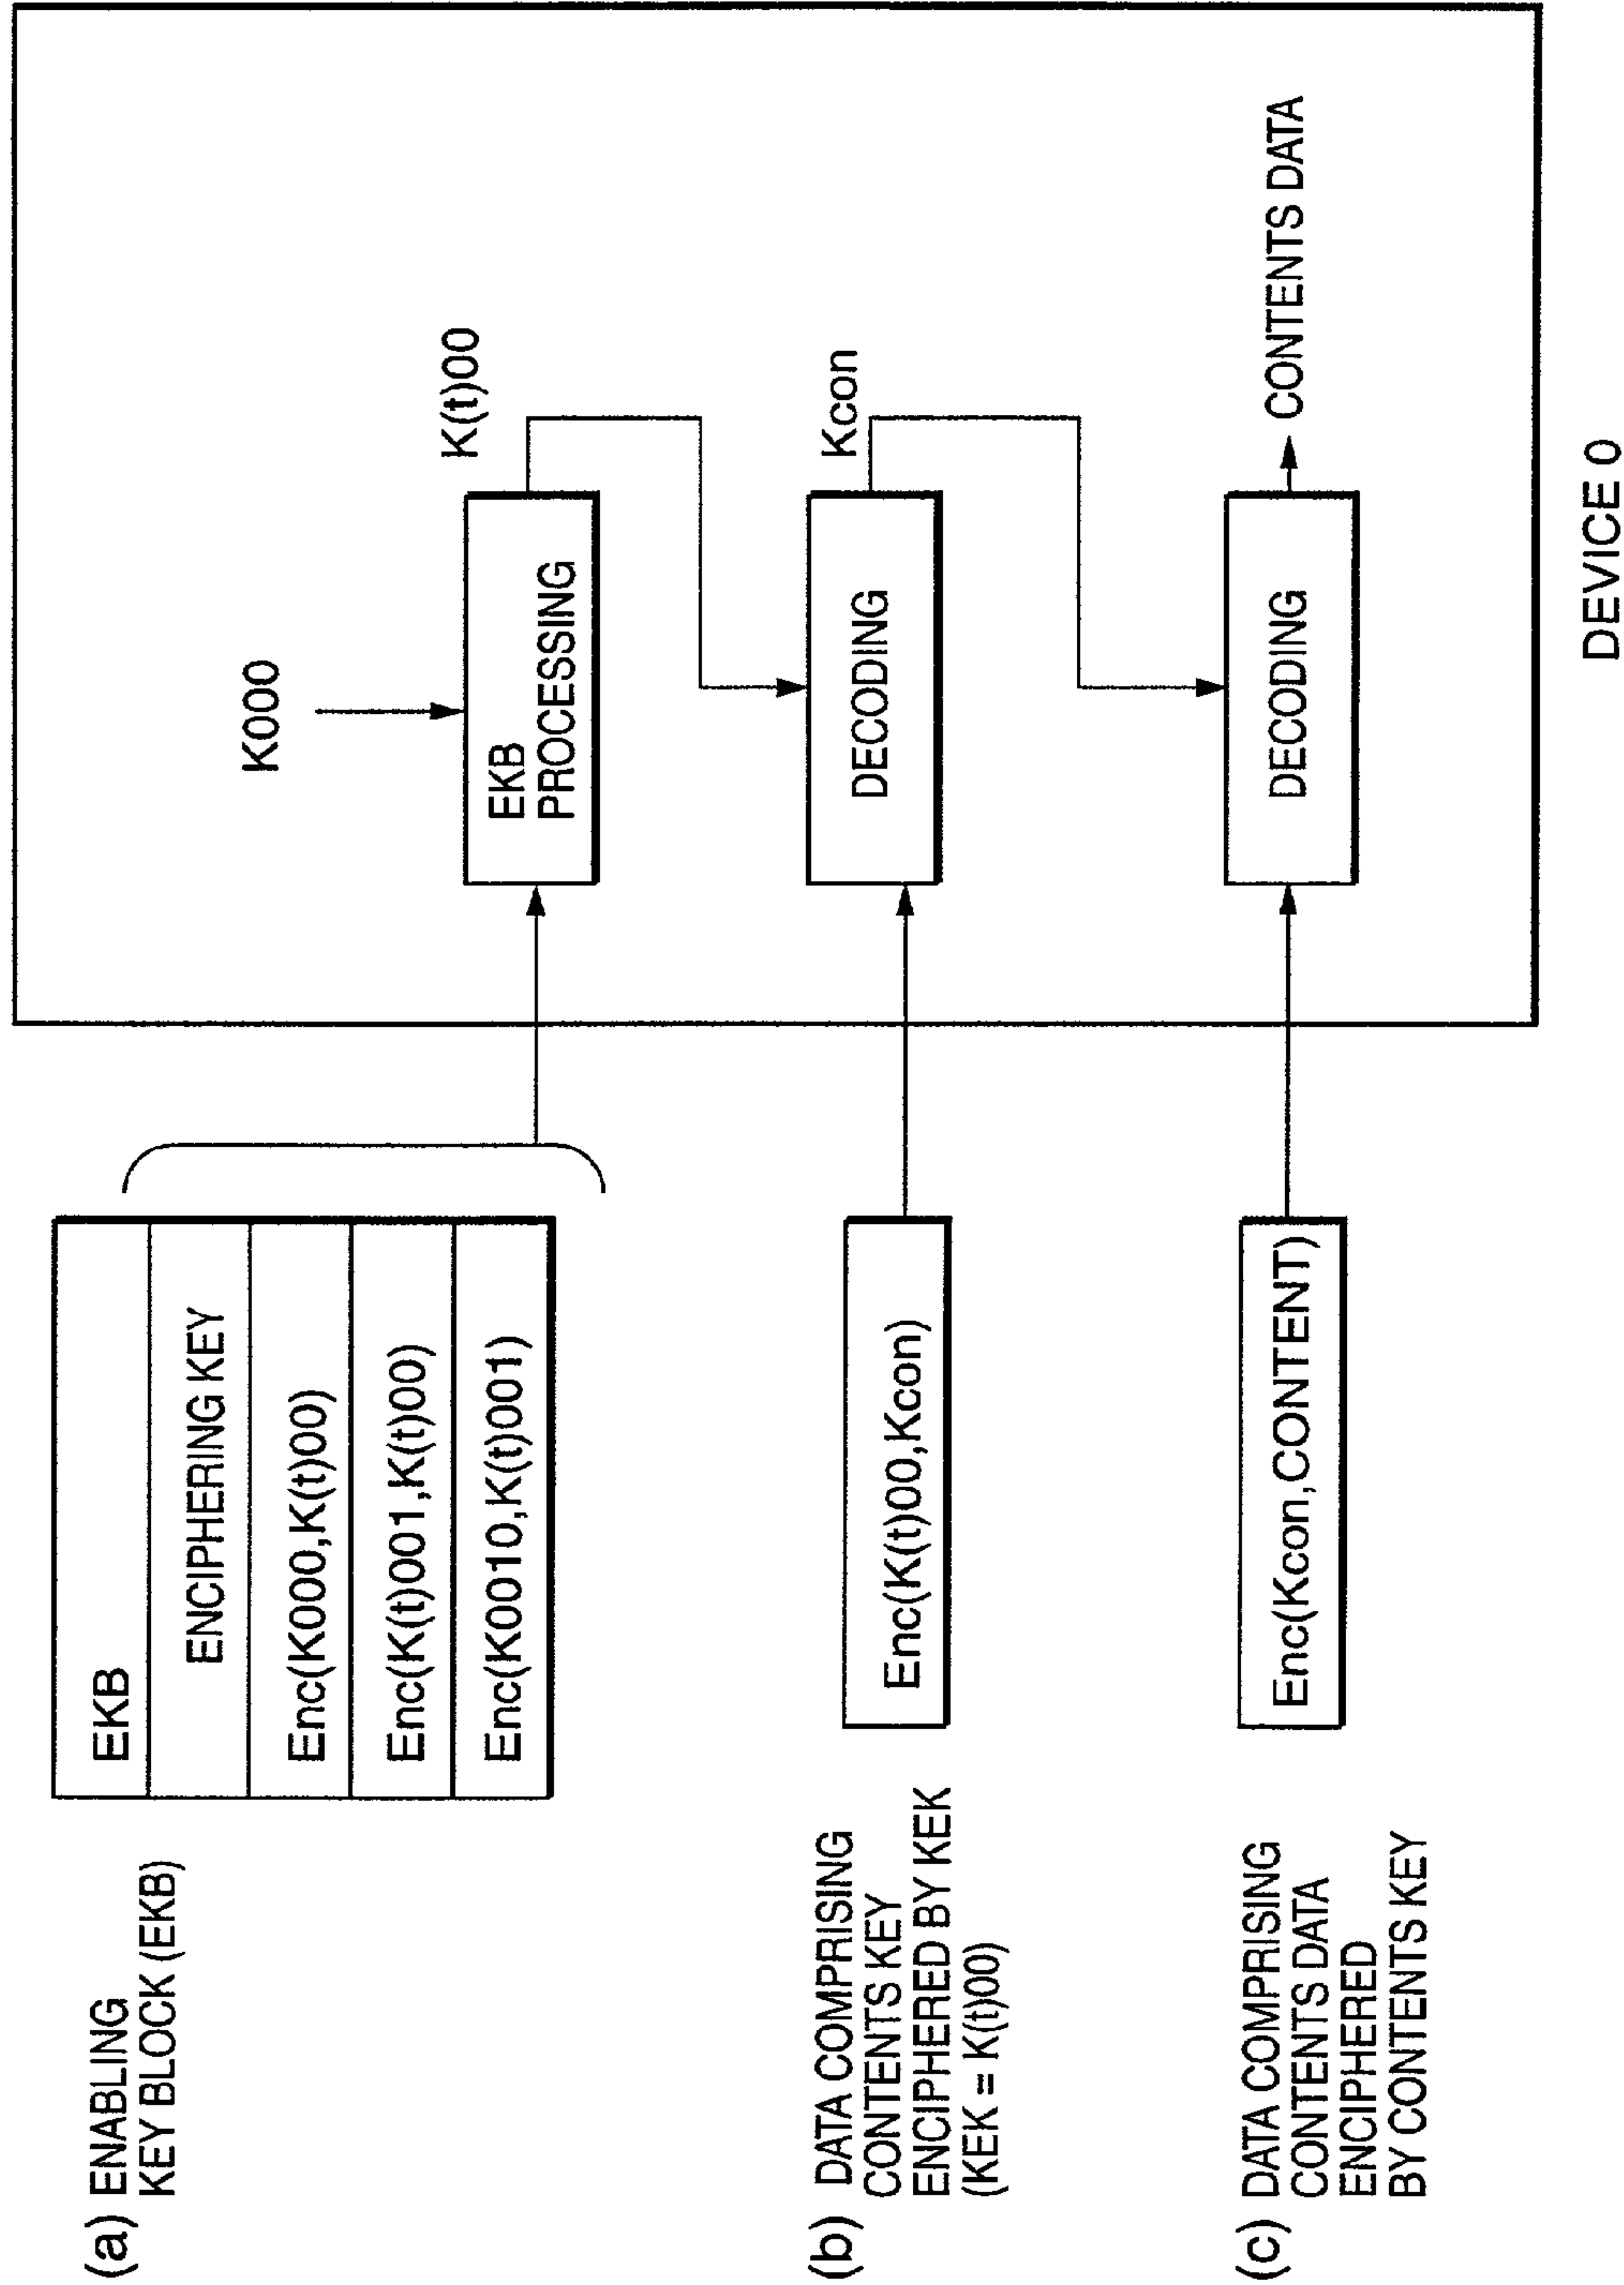 (a) ENABLING
KEY BLOCK (EKB)
EKB
ENCIPHERING KEY
Enc(K000,K(t)00)
Enc(K(t)001,K(t)00)
Enc(K0010,K(t)001)
K000
EKB
PROCESSING
K(t)00
(b) DATA COMPRISING
CONTENTS KEY
ENCIPHERED BY KEK
(KEK = K(t)00)
Enc(K(t)00,Kcon)
DECODING
Kcon
(c) DATA COMPRISING
CONTENTS DATA
ENCIPHERED
BY CONTENTS KEY
Enc(Kcon,CONTENT)
DECODING
CONTENTS DATA
DEVICE 0